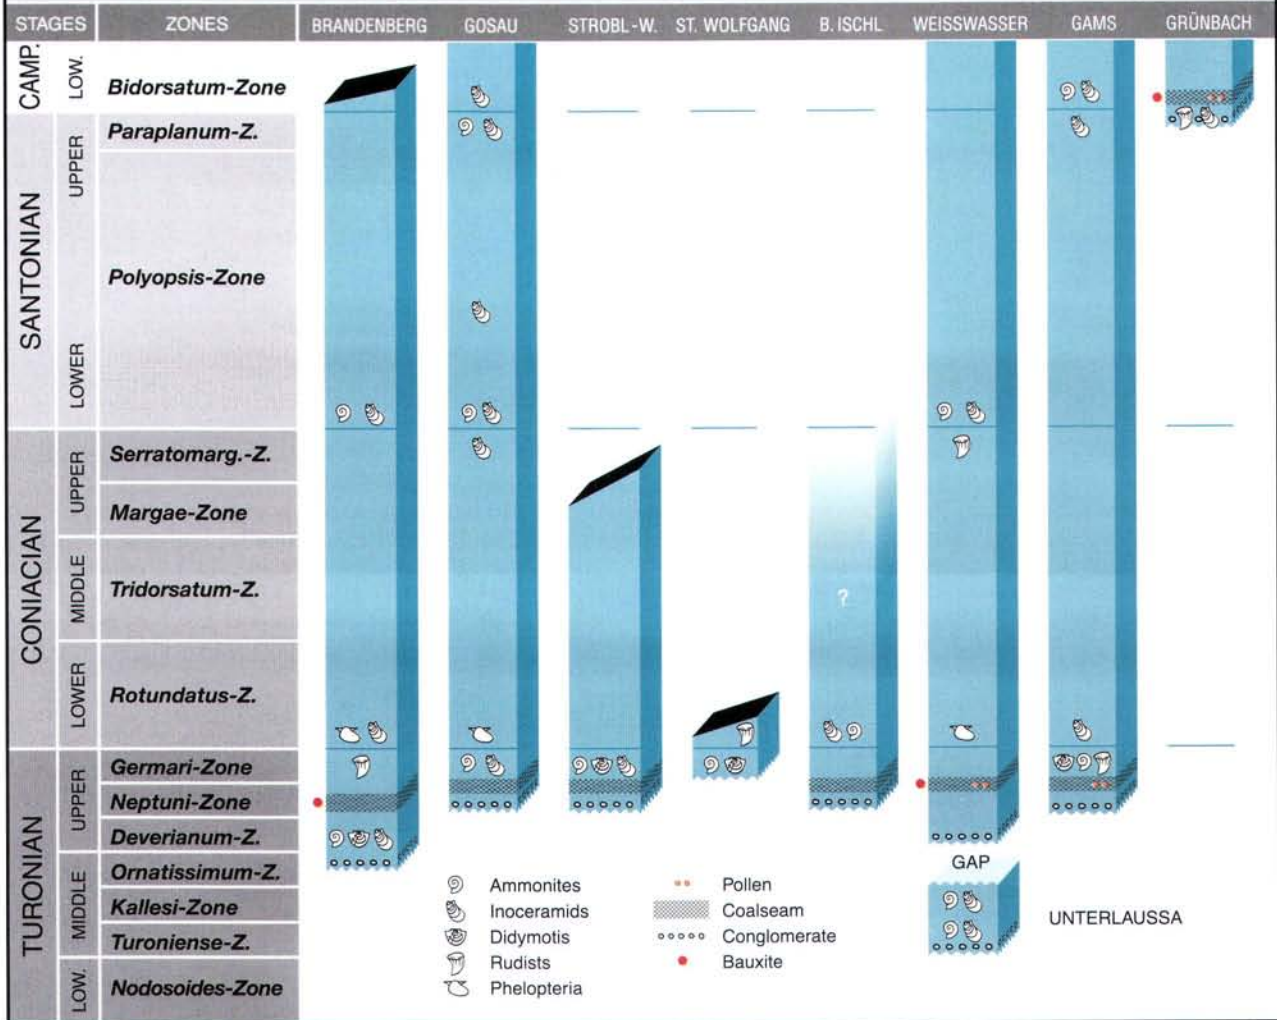 STAGES ZONES BRANDENBERG GOSAU STROBL-W. ST. WOLFGANG B. ISCHL WEISSWASSER GAMS GRÜNBACH
CAMP.
LOW.
Bidorsatum-Zone
SANTONIAN
UPPER
Paraplanum-Z.
Polyopsis-Zone
LOWER
CONIACIAN
UPPER
Serratomarg.-Z.
Margae-Zone
MIDDLE
Tridorsatum-Z.
?
LOWER
Rotundatus-Z.
TURONIAN
UPPER
Germari-Zone
Neptuni-Zone
Deverianum-Z.
MIDDLE
Ornatissimum-Z.
Kallesi-Zone
Turoniense-Z.
LOW.
Nodosoides-Zone
GAP
UNTERLAUSSA
Ammonites
Inoceramids
Didymotis
Rudists
Phelopteria
Pollen
Coalseam
Conglomerate
Bauxite